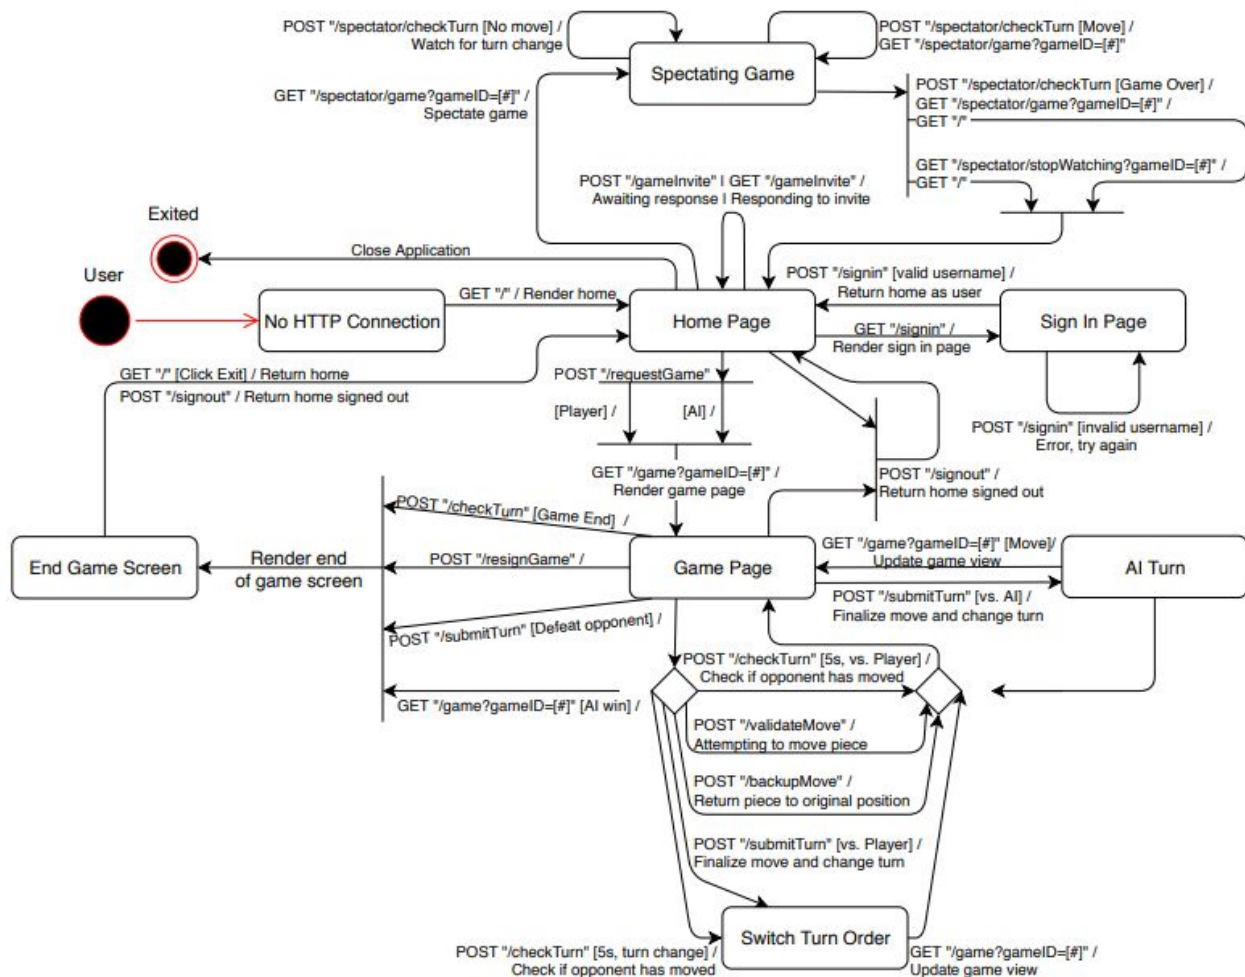 POST "/spectator/checkTurn [No move] /
Watch for turn change
POST "/spectator/checkTurn [Move] /
GET "/spectator/game?gameID=[#]"
Spectating Game
GET "/spectator/game?gameID=[#]" /
Spectate game
POST "/spectator/checkTurn [Game Over] /
GET "/spectator/game?gameID=[#]" /
GET "/"
GET "/spectator/stopWatching?gameID=[#]" /
GET "/"
POST "/gameInvite" | GET "/gameInvite" /
Awaiting response | Responding to invite
Exited
Close Application
User
No HTTP Connection
GET "/" / Render home
Home Page
POST "/signin" [valid username] /
Return home as user
GET "/signin" /
Render sign in page
Sign In Page
POST "/signin" [invalid username] /
Error, try again
GET "/" [Click Exit] / Return home
POST "/signout" / Return home signed out
POST "/requestGame"
[Player] /
[AI] /
GET "/game?gameID=[#]" /
Render game page
POST "/signout" /
Return home signed out
End Game Screen
Render end
of game screen
POST "/checkTurn" [Game End] /
POST "/resignGame" /
POST "/submitTurn" [Defeat opponent] /
GET "/game?gameID=[#]" [AI win] /
Game Page
GET "/game?gameID=[#]" [Move]/
Update game view
POST "/submitTurn" [vs. AI] /
Finalize move and change turn
AI Turn
POST "/checkTurn" [5s, vs. Player] /
Check if opponent has moved
POST "/validateMove" /
Attempting to move piece
POST "/backupMove" /
Return piece to original position
POST "/submitTurn" [vs. Player] /
Finalize move and change turn
Switch Turn Order
POST "/checkTurn" [5s, turn change] /
Check if opponent has moved
GET "/game?gameID=[#]" /
Update game view